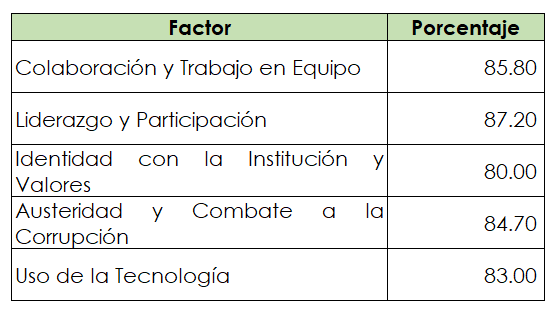 Factor Porcentaje
Colaboración y Trabajo en Equipo 85.80
Liderazgo y Participación 87.20
Identidad con la Institución y
Valores 80.00
Austeridad y Combate a la
Corrupción 84.70
Uso de la Tecnología 83.00